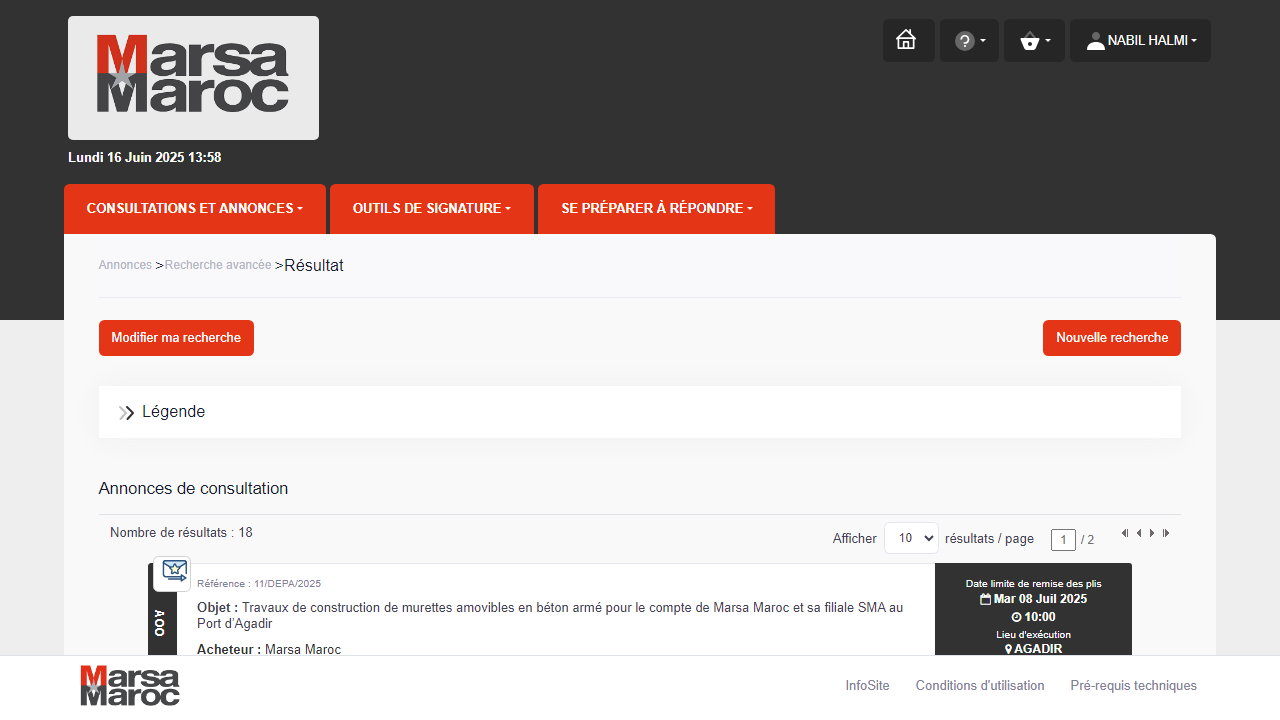 Marsa
Maroc
NABIL HALMI
Lundi 16 Juin 2025 13:58
CONSULTATIONS ET ANNONCES
OUTILS DE SIGNATURE
SE PRÉPARER À RÉPONDRE
Annonces >Recherche avancée >Résultat
Modifier ma recherche
Nouvelle recherche
Légende
Annonces de consultation
Nombre de résultats : 18
Afficher 10 résultats / page 1 / 2
AOO
Référence : 11/DEPA/2025
Objet : Travaux de construction de murettes amovibles en béton armé pour le compte de Marsa Maroc et sa filiale SMA au
Port d'Agadir
Acheteur : Marsa Maroc
Date limite de remise des plis
Mar 08 Juil 2025
10:00
Lieu d'exécution
AGADIR
Marsa
Maroc
InfoSite
Conditions d'utilisation
Pré-requis techniques